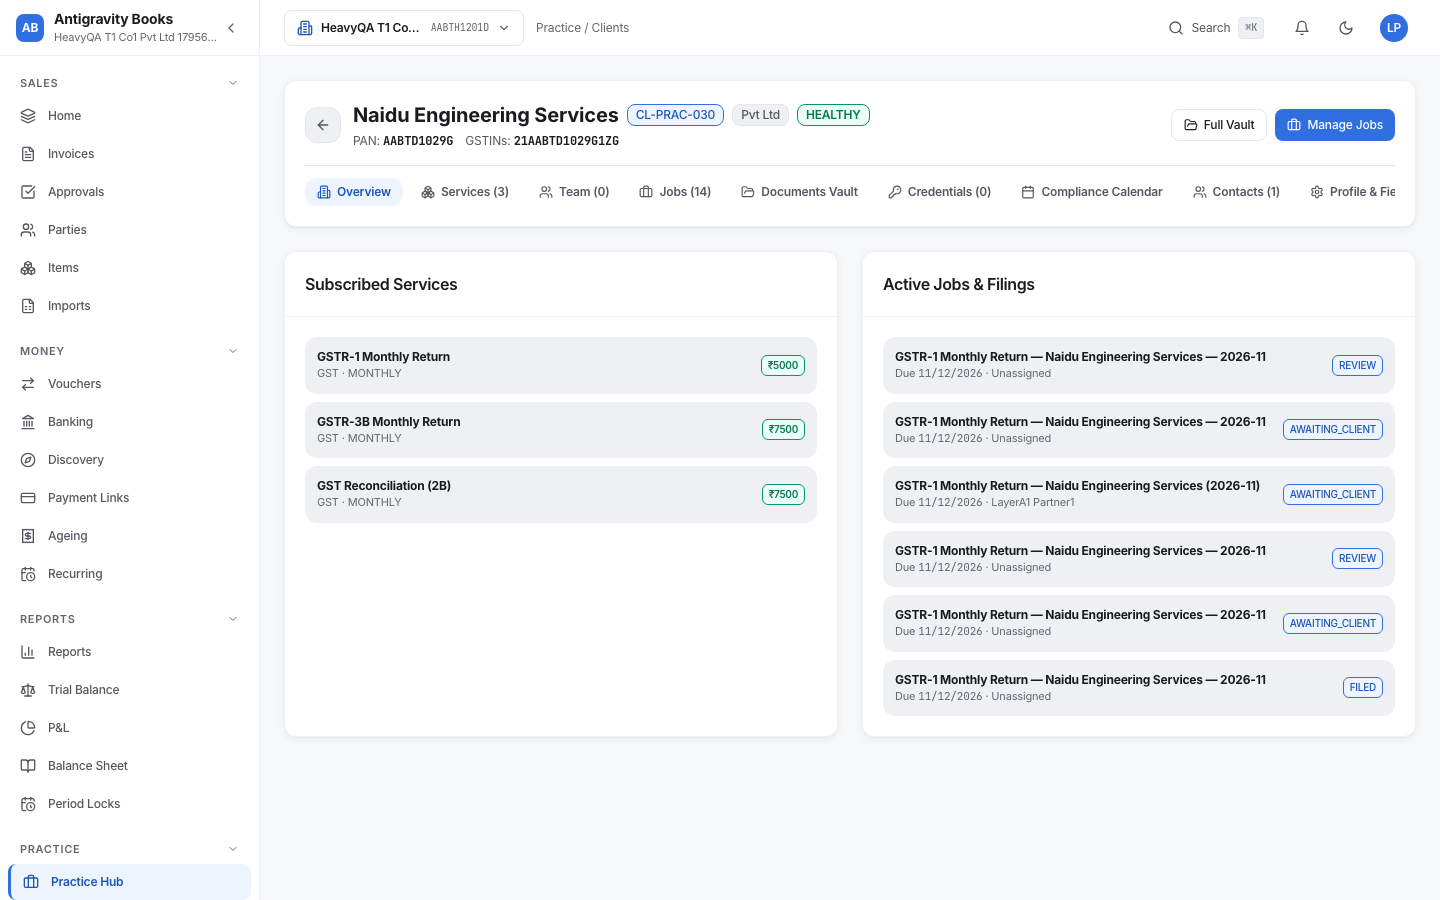 AB
Antigravity Books
HeavyQA T1 Co1 Pvt Ltd 17956...
SALES
Home
Invoices
Approvals
Parties
Items
Imports
MONEY
Vouchers
Banking
Discovery
Payment Links
Ageing
Recurring
REPORTS
Reports
Trial Balance
P&L
Balance Sheet
Period Locks
PRACTICE
Practice Hub
HeavyQA T1 Co... AABTH1201D
Practice / Clients
Search ⌘K
LP
Naidu Engineering Services CL-PRAC-030 Pvt Ltd HEALTHY
PAN: AABTD1029G GSTINs: 21AABTD1029G1ZG
Full Vault
Manage Jobs
Overview
Services (3)
Team (0)
Jobs (14)
Documents Vault
Credentials (0)
Compliance Calendar
Contacts (1)
Profile & Fie
Subscribed Services
GSTR-1 Monthly Return
GST · MONTHLY
₹5000
GSTR-3B Monthly Return
GST · MONTHLY
₹7500
GST Reconciliation (2B)
GST · MONTHLY
₹7500
Active Jobs & Filings
GSTR-1 Monthly Return — Naidu Engineering Services — 2026-11
Due 11/12/2026 · Unassigned
REVIEW
GSTR-1 Monthly Return — Naidu Engineering Services — 2026-11
Due 11/12/2026 · Unassigned
AWAITING_CLIENT
GSTR-1 Monthly Return — Naidu Engineering Services (2026-11)
Due 11/12/2026 · LayerA1 Partner1
AWAITING_CLIENT
GSTR-1 Monthly Return — Naidu Engineering Services — 2026-11
Due 11/12/2026 · Unassigned
REVIEW
GSTR-1 Monthly Return — Naidu Engineering Services — 2026-11
Due 11/12/2026 · Unassigned
AWAITING_CLIENT
GSTR-1 Monthly Return — Naidu Engineering Services — 2026-11
Due 11/12/2026 · Unassigned
FILED